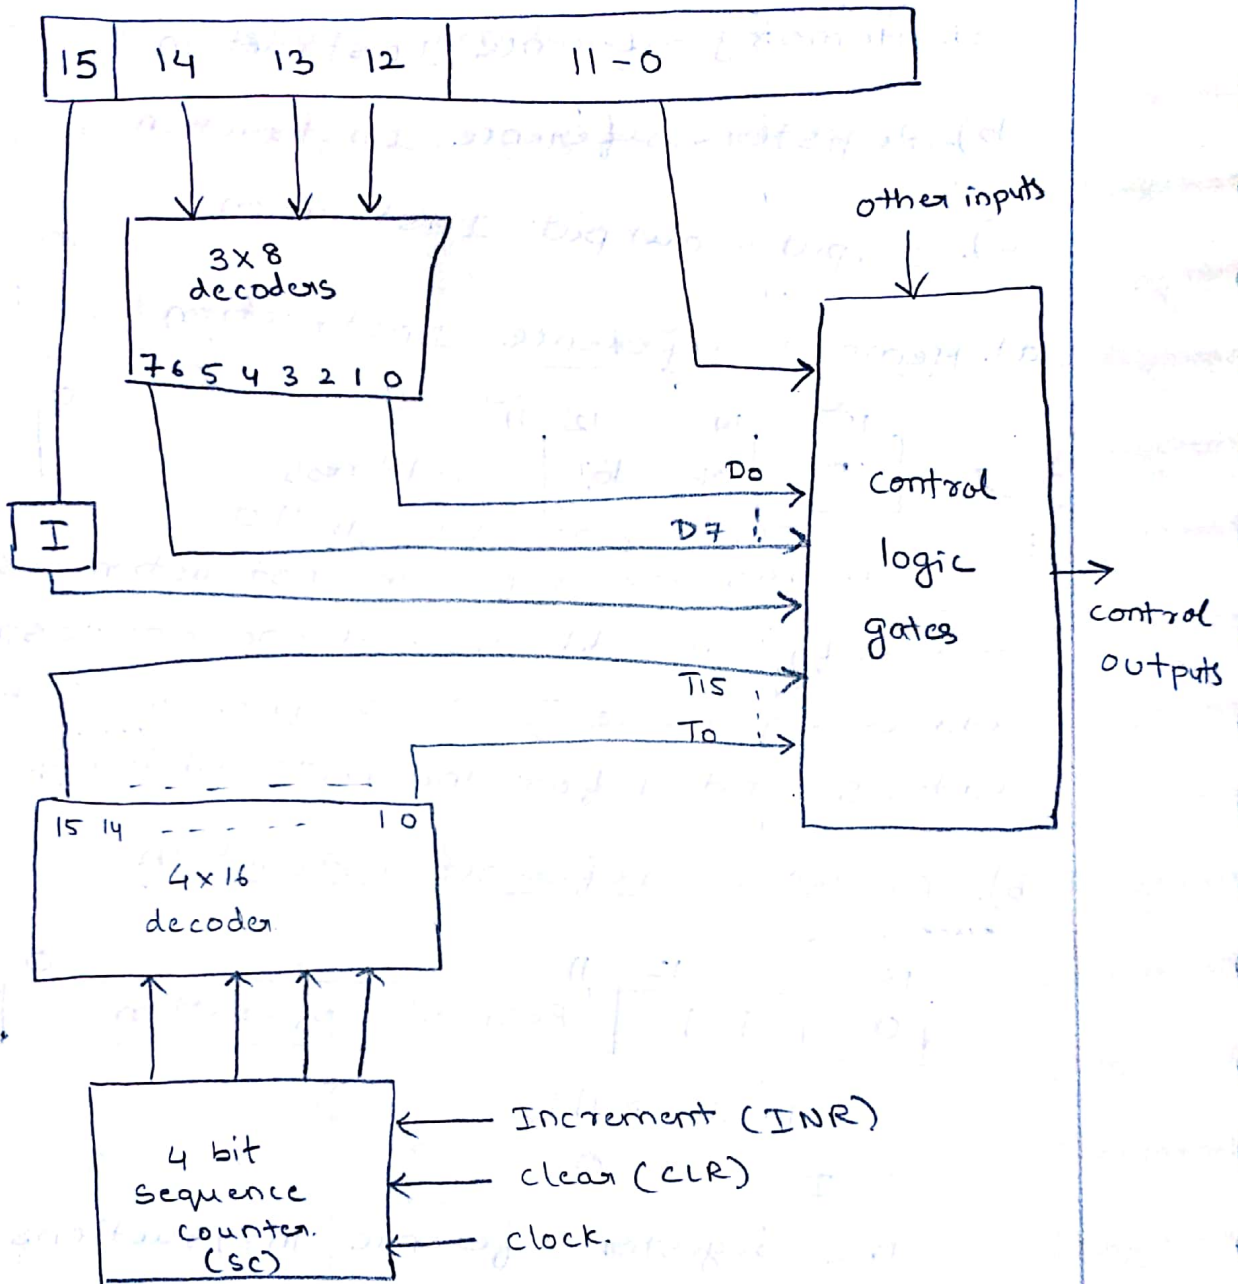 15 14 13 12 11-0
other inputs
3x8
decoders
7 6 5 4 3 2 1 0
D0
control
D7
I
logic
control
gates
outputs
T15
T0
15 14 - - - - - - 1 0
4x16
decoder
Increment (INR)
4 bit
clear (CLR)
sequence
counter.
clock.
(SC)